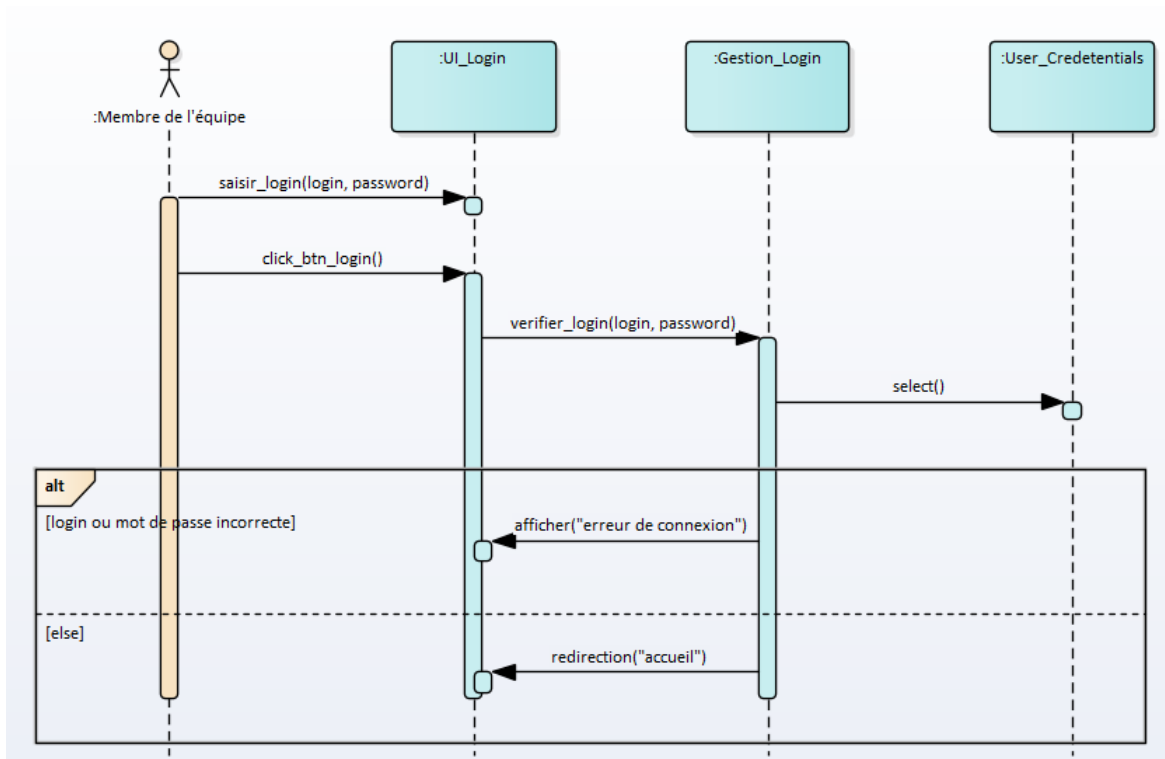 :Membre de l'équipe
:UI_Login
:Gestion_Login
:User_Credetentials
saisir_login(login, password)
click_btn_login()
verifier_login(login, password)
select()
alt
[login ou mot de passe incorrecte]
afficher("erreur de connexion")
[else]
redirection("accueil")